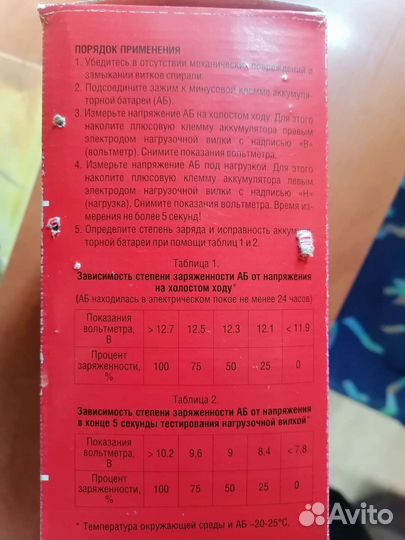 ПОРЯДОК ПРИМЕНЕНИЯ
1. Убедитесь в отсутствии механических повреждений и
замыкании витков спирали.
2. Подсоедините зажим к минусовой клемме аккумуля-
торной батареи (АБ).
3. Измерьте напряжение АБ на холостом ходу. Для этого
наколите плюсовую клемму аккумулятора правым
электродом нагрузочной вилки с надписью «В»
(вольтметр). Снимите показания вольтметра.
4. Измерьте напряжение АБ под нагрузкой. Для этого
наколите плюсовую клемму аккумулятора левым
электродом нагрузочной вилки с надписью «Н»
(нагрузка). Снимите показания вольтметра. Время из-
мерения не более 5 секунд!
5. Определите степень заряда и исправность аккуму-
торной батареи при помощи таблиц 1 и 2.
Таблица 1.
Зависимость степени заряженности АБ от напряжения
на холостом ходу*
(АБ находилась в электрическом покое не менее 24 часов)
Показания вольтметра, В > 12.7 12.5 12.3 12.1 < 11.9
Процент заряженности, % 100 75 50 25 0
Таблица 2.
Зависимость степени заряженности АБ от напряжения
в конце 5 секунды тестирования нагрузочной вилкой*
Показания вольтметра, В > 10.2 9,6 9 8.4 < 7,8
Процент заряженности, % 100 75 50 25 0
* Температура окружающей среды и АБ ~20-25°С.
Avito